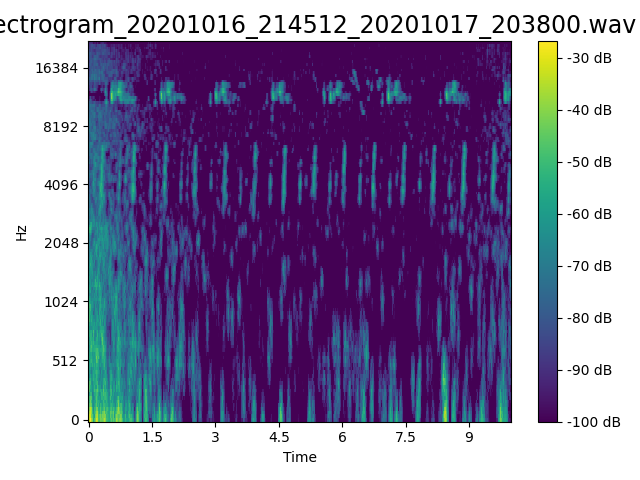 ectrogram_20201016_214512_20201017_203800.wav
16384
8192
4096
2048
1024
512
0
Hz
0 1.5 3 4.5 6 7.5 9
Time
-30 dB
-40 dB
-50 dB
-60 dB
-70 dB
-80 dB
-90 dB
-100 dB